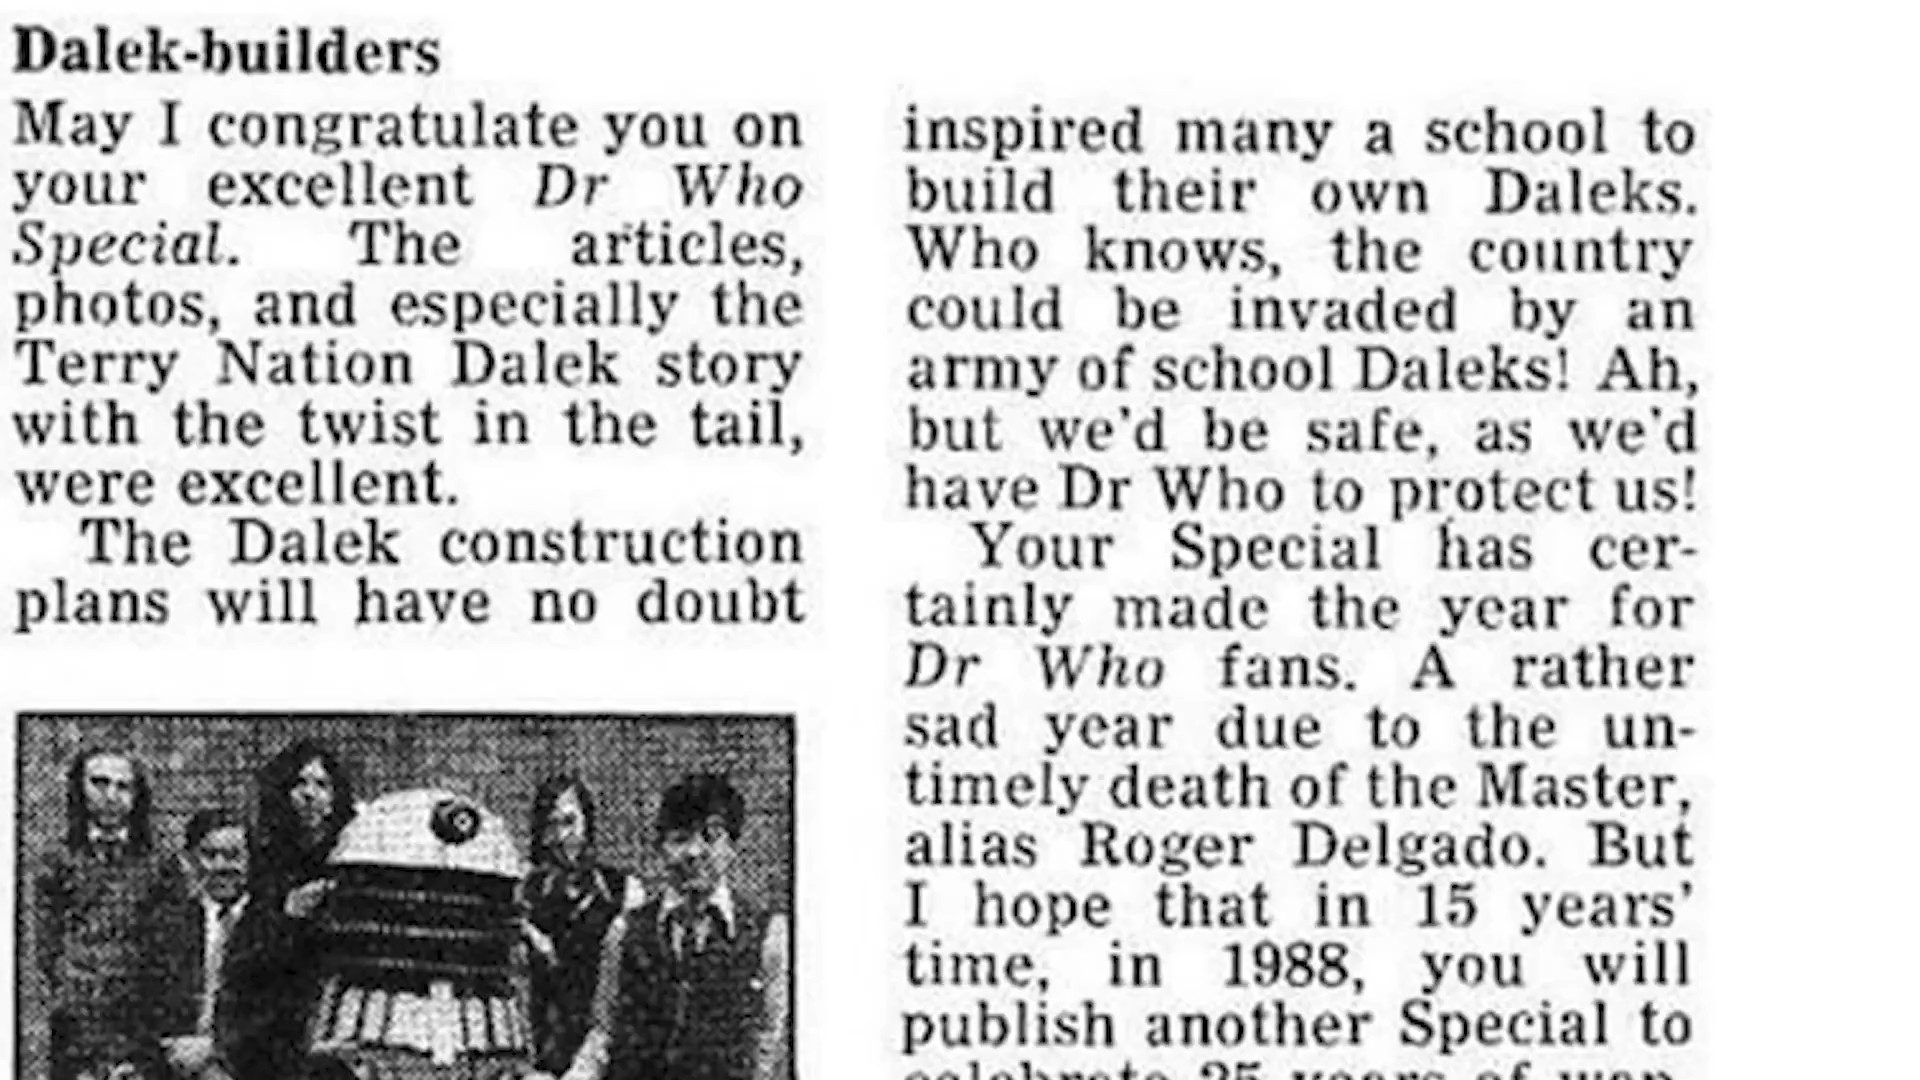 Dalek-builders
May I congratulate you on
your excellent Dr Who
Special. The articles,
photos, and especially the
Terry Nation Dalek story
with the twist in the tail,
were excellent.
The Dalek construction
plans will have no doubt
inspired many a school to
build their own Daleks.
Who knows, the country
could be invaded by an
army of school Daleks! Ah,
but we'd be safe, as we'd
have Dr Who to protect us!
Your Special has cer-
tainly made the year for
Dr Who fans. A rather
sad year due to the un-
timely death of the Master,
alias Roger Delgado. But
I hope that in 15 years'
time, in 1988, you will
publish another Special to
celebrate 25 years of wan-